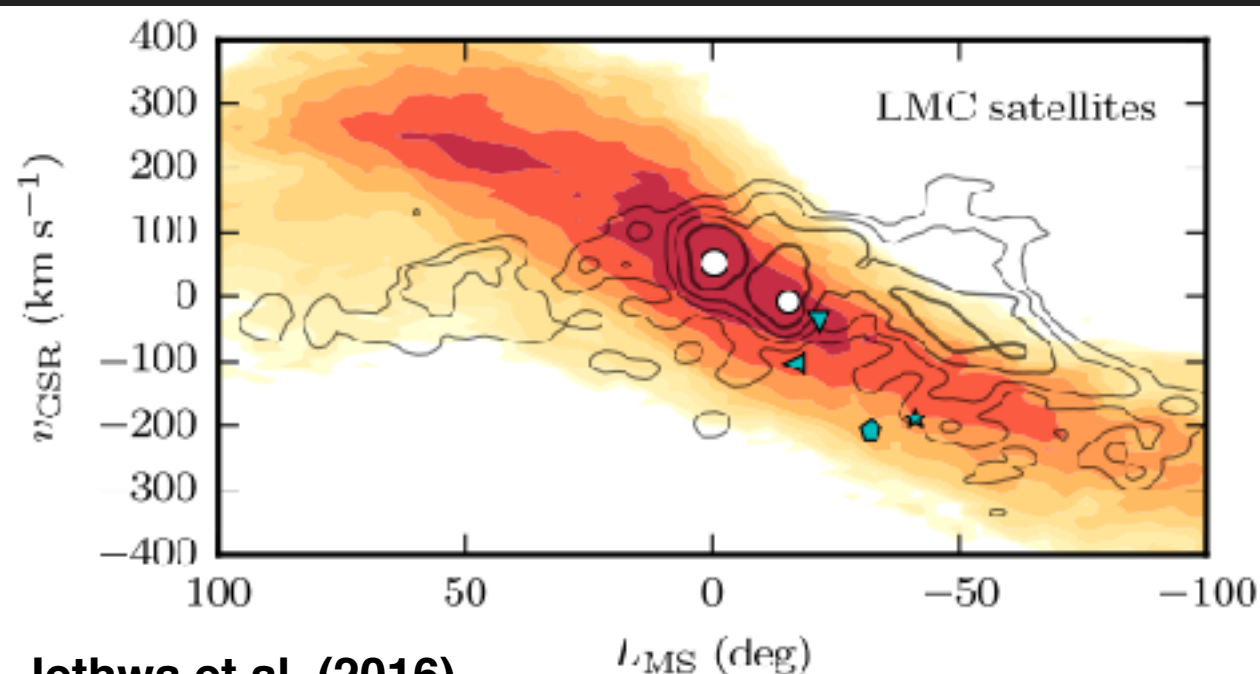 400
300
200
100
0
−100
−200
−300
−400
v_GSR (km s⁻¹)
LMC satellites
100 50 0 −50 −100
L_MS (deg)
Jethwa et al. (2016)